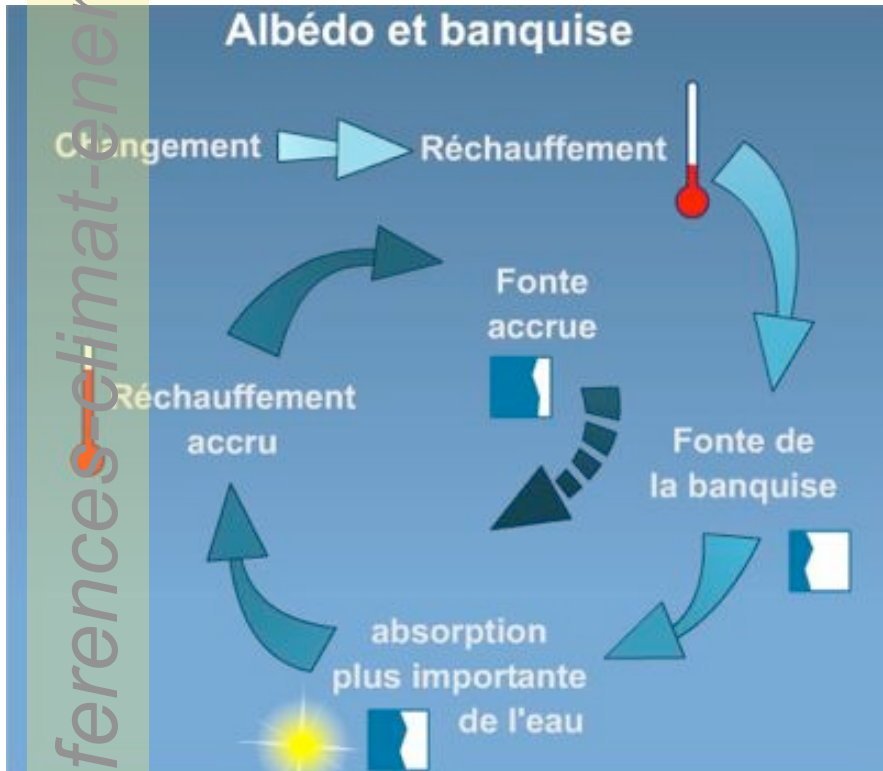 Albédo et banquise
Changement
Réchauffement
Fonte
accrue
Réchauffement
accru
Fonte de
la banquise
absorption
plus importante
de l'eau
ferences-climat-ener